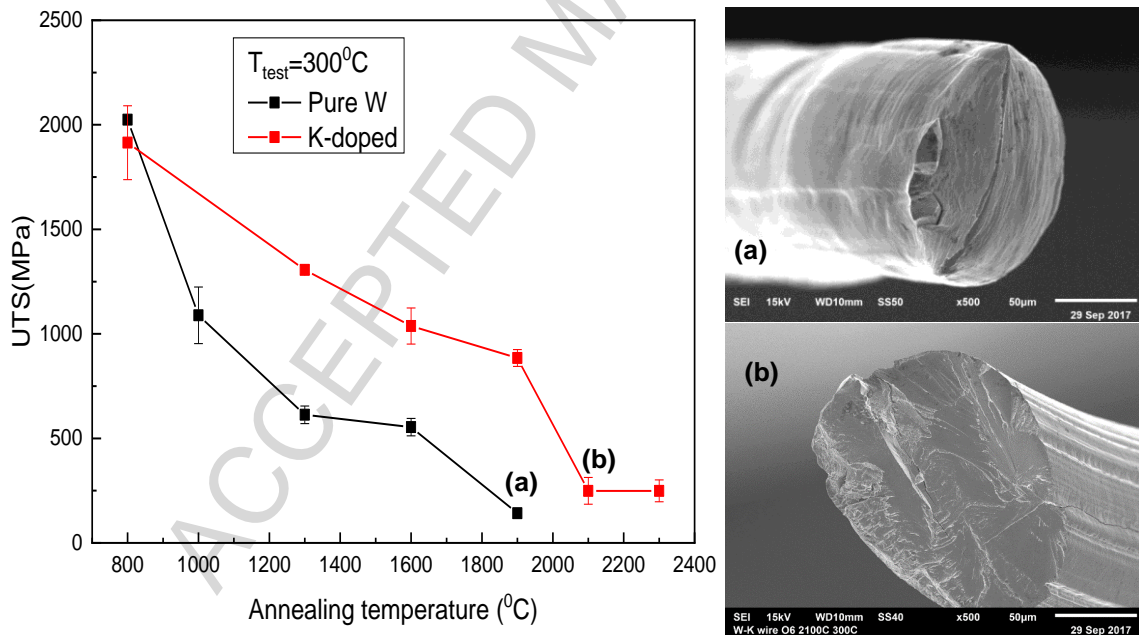 ACCEPTED MA
UTS(MPa)
2500
2000
1500
1000
500
0
T_test=300⁰C
Pure W
K-doped
(a)
(b)
800 1000 1200 1400 1600 1800 2000 2200 2400
Annealing temperature (⁰C)
(a)
SEI 15kV WD10mm SS50 x500 50µm
29 Sep 2017
(b)
SEI 15kV WD10mm SS40 x500 50µm
W-K wire O6 2100C 300C 29 Sep 2017